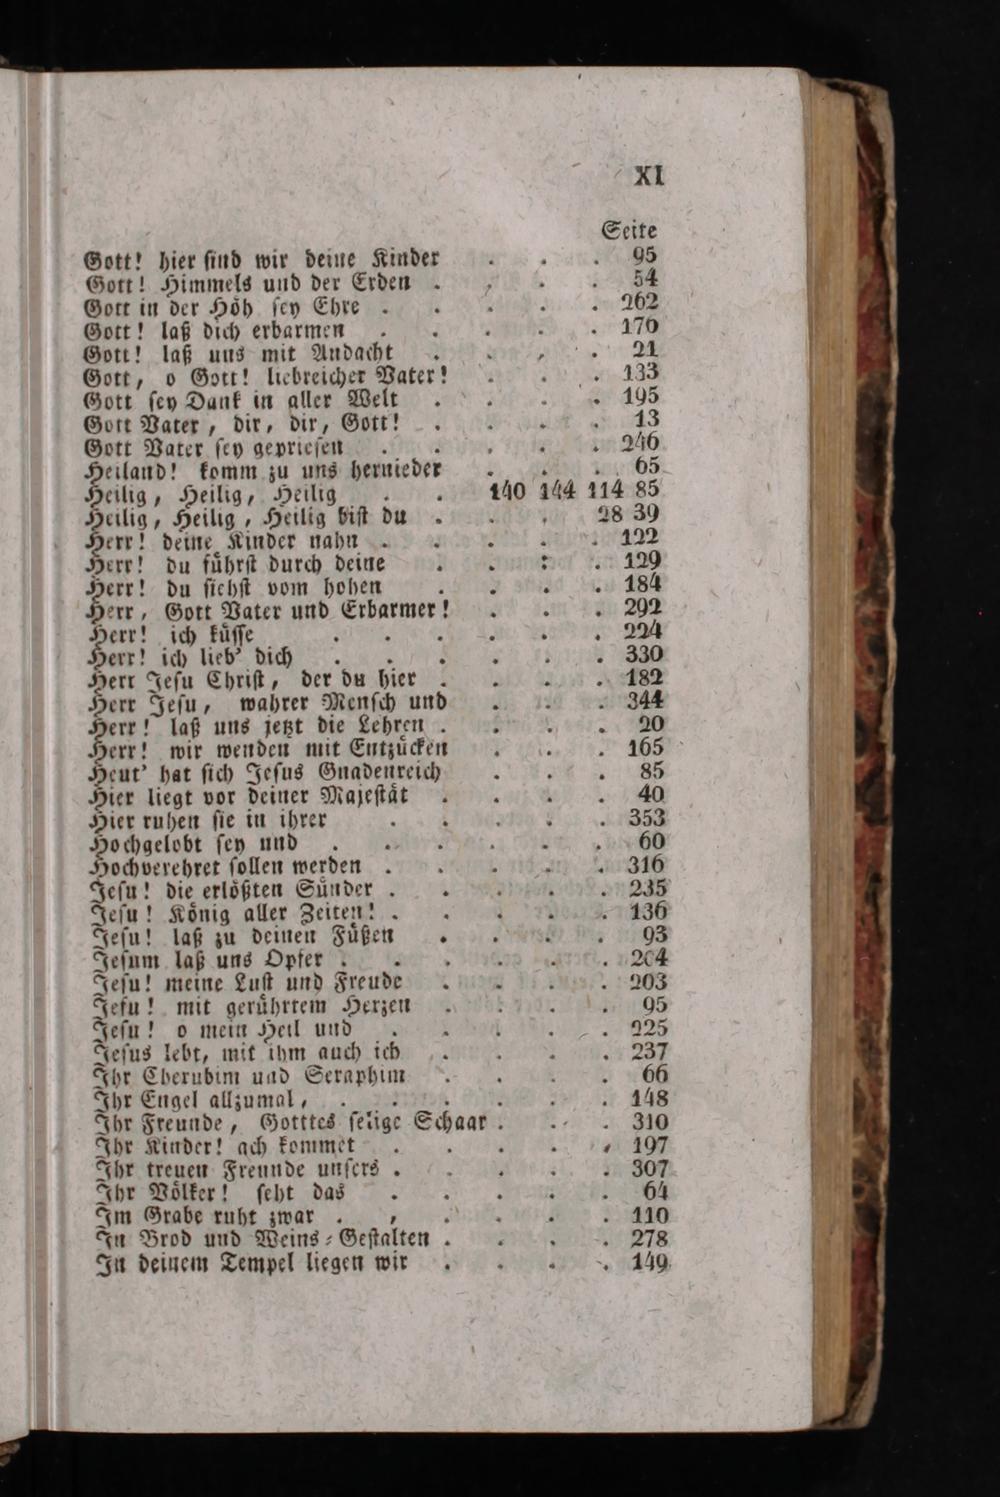 XI
Seite
Gott! hier sind wir deine Kinder . . . 95
Gott! Himmels und der Erden . . . . 54
Gott in der Höh sey Ehre . . . . . 262
Gott! laß dich erbarmen . . . . . 170
Gott! laß uns mit Andacht . . . . 21
Gott, o Gott! liebreicher Vater! . . . 133
Gott sey Dank in aller Welt . . . . 195
Gott Vater, dir, dir, Gott! . . . . 13
Gott Vater sey gepriesen . . . . . 246
Heiland! komm zu uns hernieder . . . 65
Heilig, Heilig, Heilig . . 140 144 114 85
Heilig, Heilig, Heilig bist du . . . 28 39
Herr! deine Kinder nahn . . . . . 122
Herr! du führst durch deine . . : . 129
Herr! du siehst vom hohen . . . . 184
Herr, Gott Vater und Erbarmer! . . . 292
Herr! ich küsse . . . . . . 224
Herr! ich lieb' dich . . . . . . 330
Herr Jesu Christ, der du hier . . . . 182
Herr Jesu, wahrer Mensch und . . . 344
Herr! laß uns jetzt die Lehren . . . . 20
Herr! wir wenden mit Entzücken . . . 165
Heut' hat sich Jesus Gnadenreich . . . 85
Hier liegt vor deiner Majestät . . . . 40
Hier ruhen sie in ihrer . . . . . 353
Hochgelobt sey und . . . . . . 60
Hochverehret sollen werden . . . . . 316
Jesu! die erlößten Sünder . . . . . 235
Jesu! König aller Zeiten! . . . . . 136
Jesu! laß zu deinen Füßen . . . . 93
Jesum laß uns Opfer . . . . . . 204
Jesu! meine Lust und Freude . . . . 203
Jesu! mit gerührtem Herzen . . . . 95
Jesu! o mein Heil und . . . . . 225
Jesus lebt, mit ihm auch ich . . . . 237
Ihr Cherubim und Seraphim . . . . 66
Ihr Engel allzumal, . . . . . . 148
Ihr Freunde, Gotttes selige Schaar . . . 310
Ihr Kinder! ach kommet . . . . . 197
Ihr treuen Freunde unsers . . . . . 307
Ihr Völker! seht das . . . . . 64
Im Grabe ruht zwar . , . . . . 110
In Brod und Weins-Gestalten . . . . 278
In deinem Tempel liegen wir . . . . 149